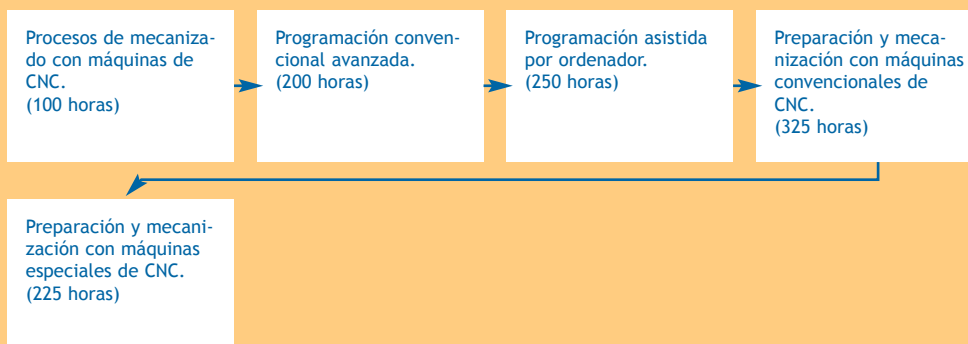 Procesos de mecaniza-
do con máquinas de
CNC.
(100 horas)
Programación conven-
cional avanzada.
(200 horas)
Programación asistida
por ordenador.
(250 horas)
Preparación y meca-
nización con máquinas
convencionales de
CNC.
(325 horas)
Preparación y mecani-
zación con máquinas
especiales de CNC.
(225 horas)